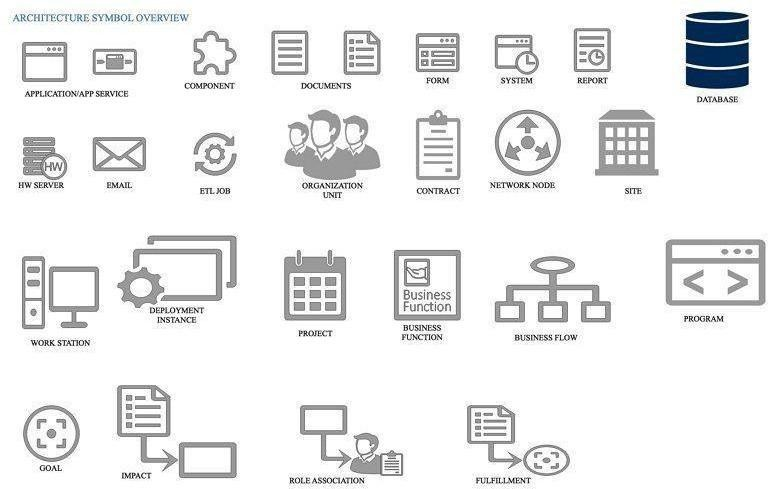 ARCHITECTURE SYMBOL OVERVIEW
APPLICATION/APP SERVICE
COMPONENT
DOCUMENTS
FORM
SYSTEM
REPORT
DATABASE
HW
HW SERVER
EMAIL
ETL JOB
ORGANIZATION
UNIT
CONTRACT
NETWORK NODE
SITE
WORK STATION
DEPLOYMENT
INSTANCE
PROJECT
Business
Function
BUSINESS
FUNCTION
BUSINESS FLOW
< >
PROGRAM
GOAL
IMPACT
ROLE ASSOCIATION
FULFILLMENT